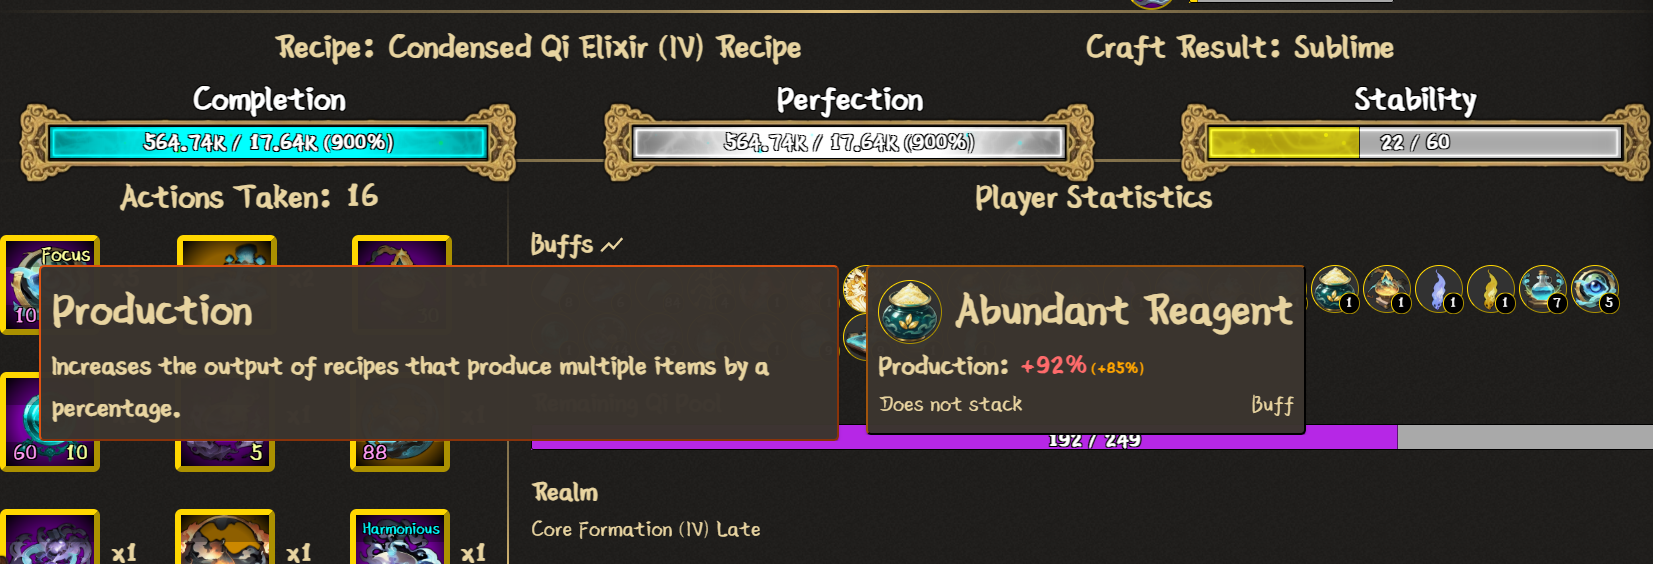 Recipe: Condensed Qi Elixir (IV) Recipe
Craft Result: Sublime
Completion
Perfection
Stability
564.74K / 17.64K (900%)
564.74K / 17.64K (900%)
22 / 60
Actions Taken: 16
Player Statistics
Buffs
Focus
10
Production
Increases the output of recipes that produce multiple items by a
percentage.
Abundant Reagent
Production: +92% (+85%)
Does not stack
Buff
1
1
1
1
7
5
60
10
5
88
192 / 249
Realm
Core Formation (IV) Late
x1
x1
Harmonious
x1